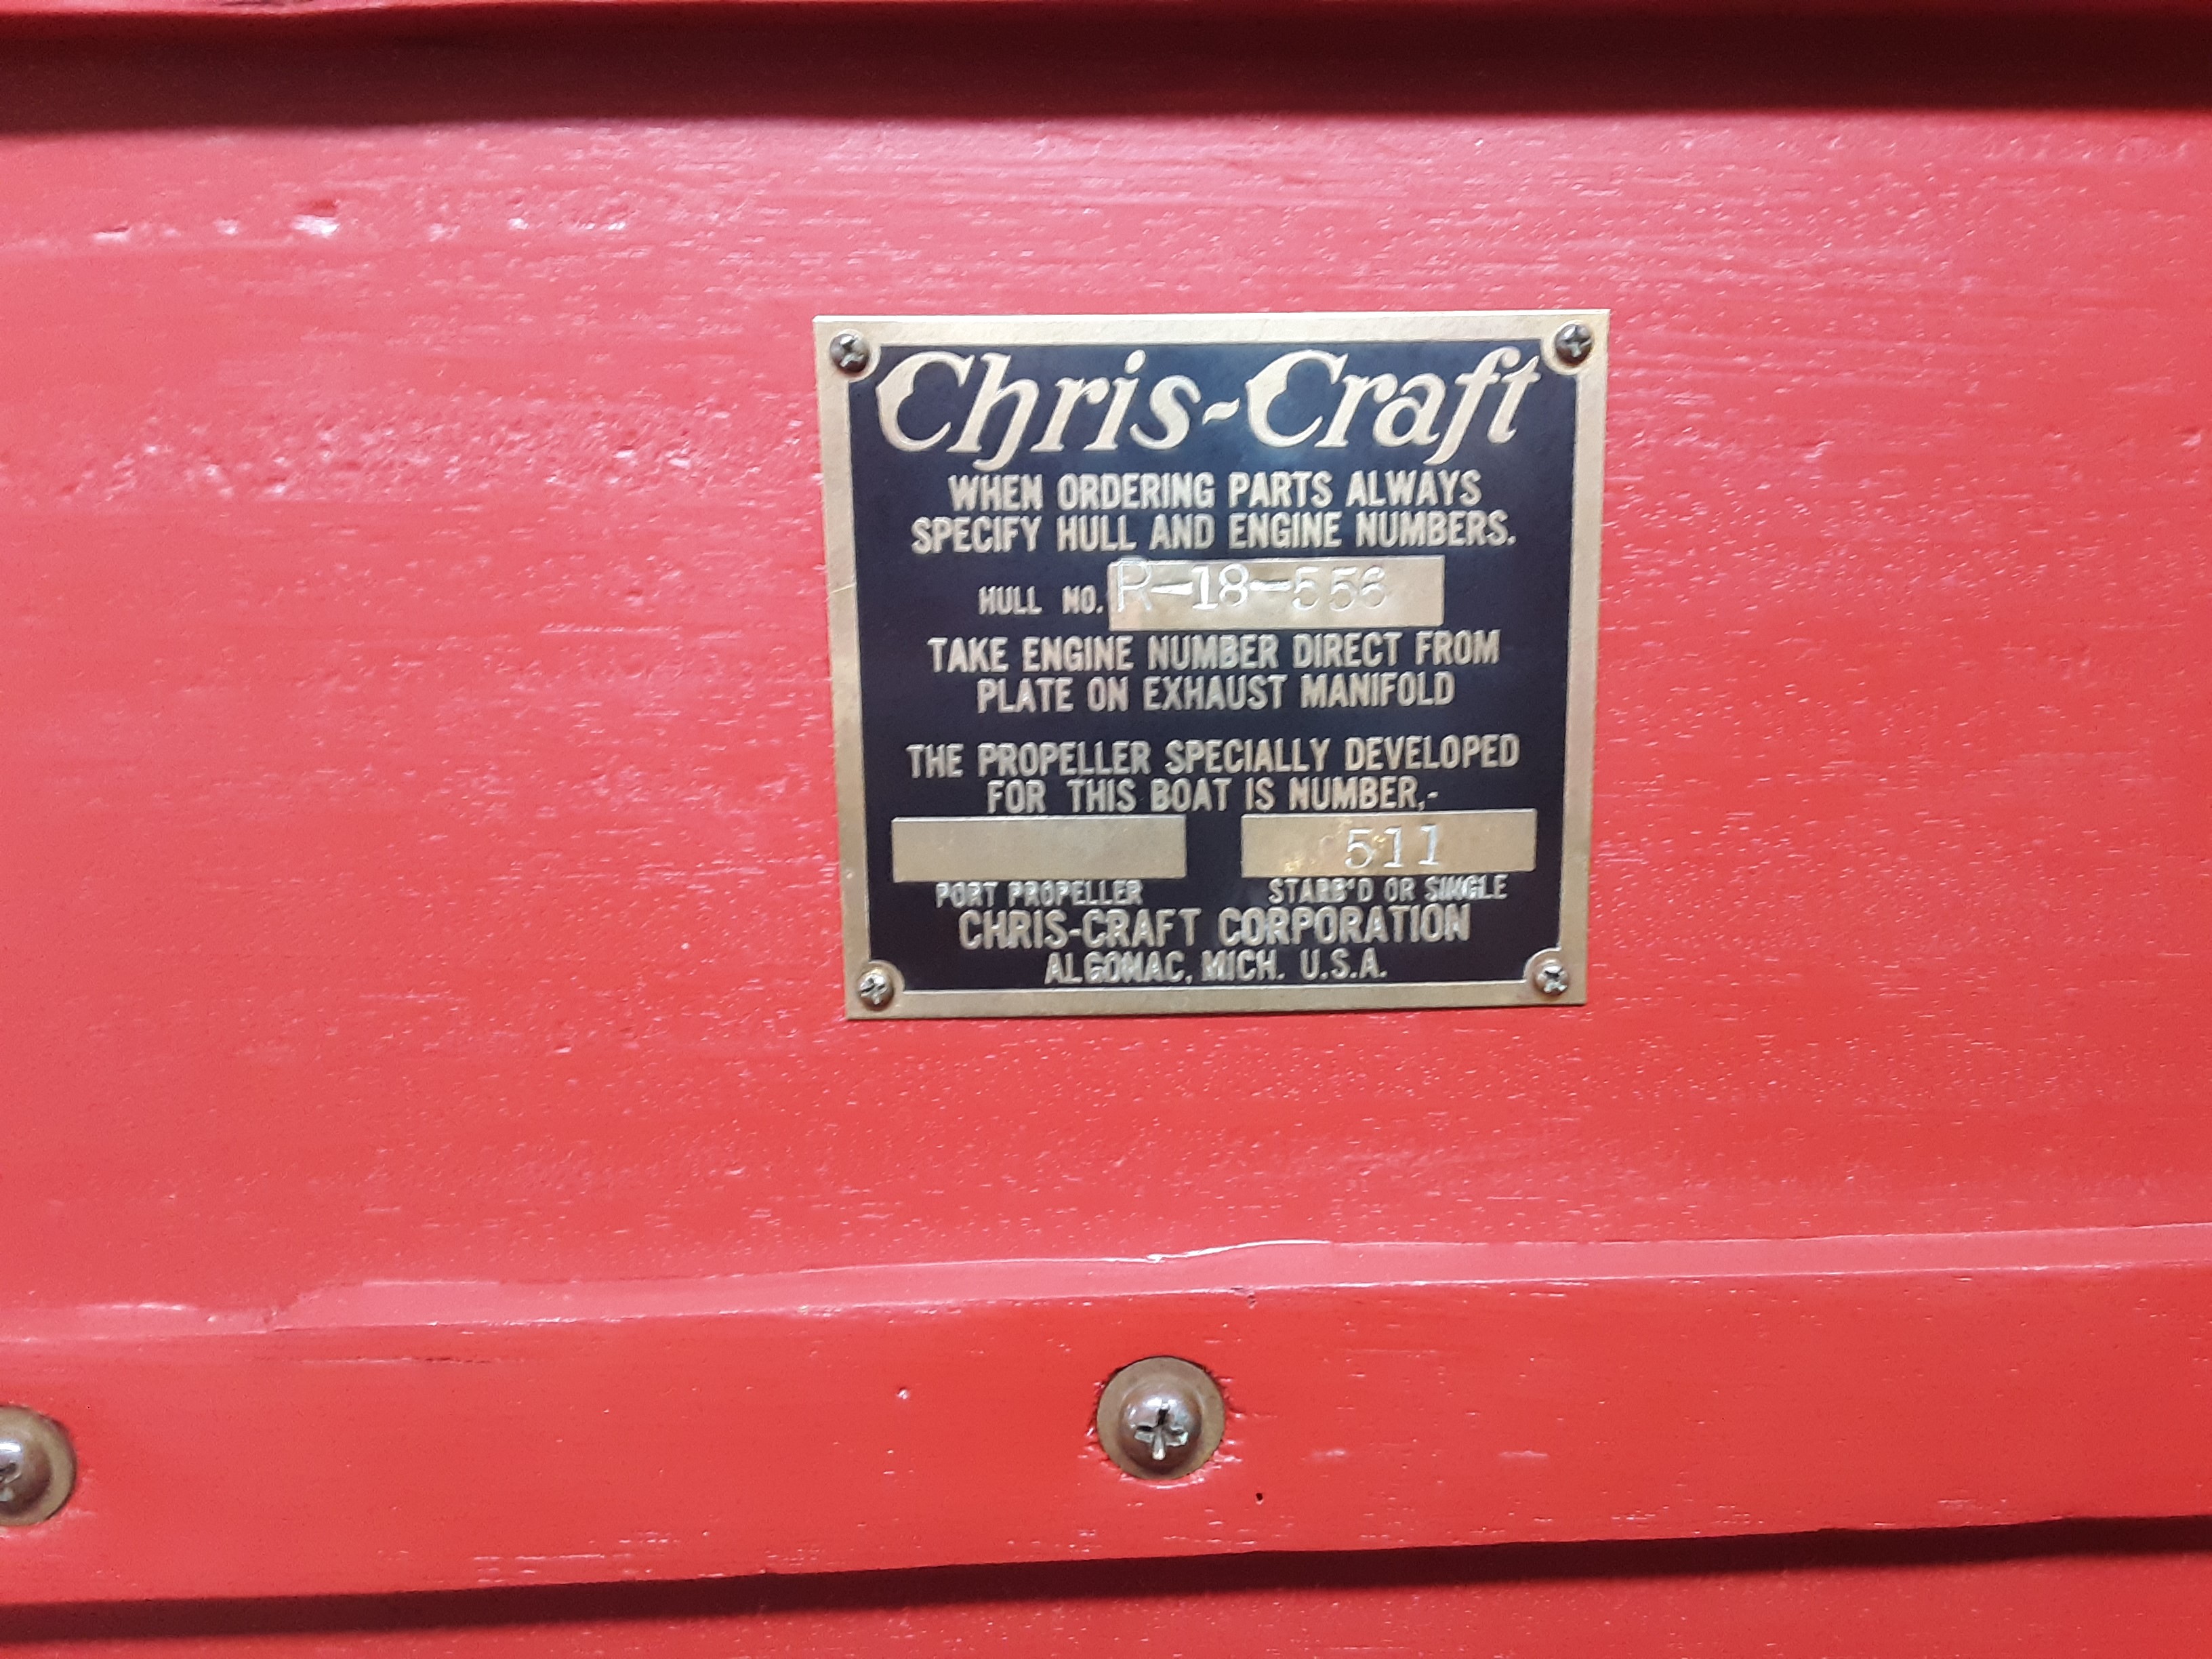 Chris-Craft
WHEN ORDERING PARTS ALWAYS
SPECIFY HULL AND ENGINE NUMBERS.
HULL NO. R-18-556
TAKE ENGINE NUMBER DIRECT FROM
PLATE ON EXHAUST MANIFOLD
THE PROPELLER SPECIALLY DEVELOPED
FOR THIS BOAT IS NUMBER,-
511
PORT PROPELLER STARB'D OR SINGLE
CHRIS-CRAFT CORPORATION
ALGONAC, MICH. U.S.A.